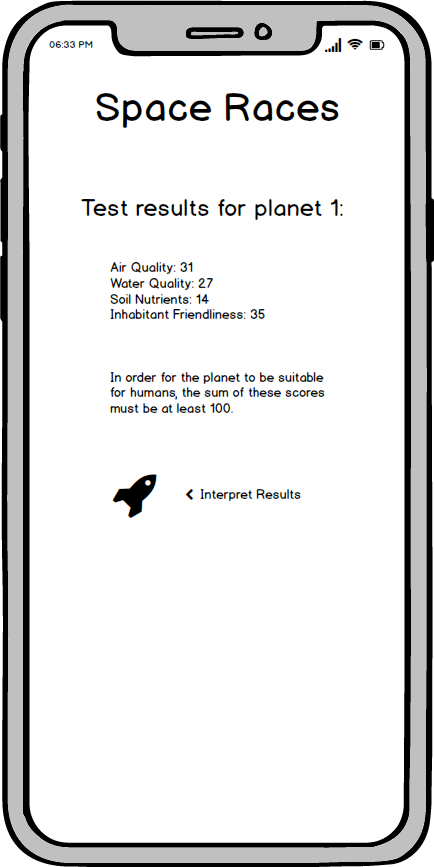 06:33 PM
Space Races
Test results for planet 1:
Air Quality: 31
Water Quality: 27
Soil Nutrients: 14
Inhabitant Friendliness: 35
In order for the planet to be suitable
for humans, the sum of these scores
must be at least 100.
Interpret Results